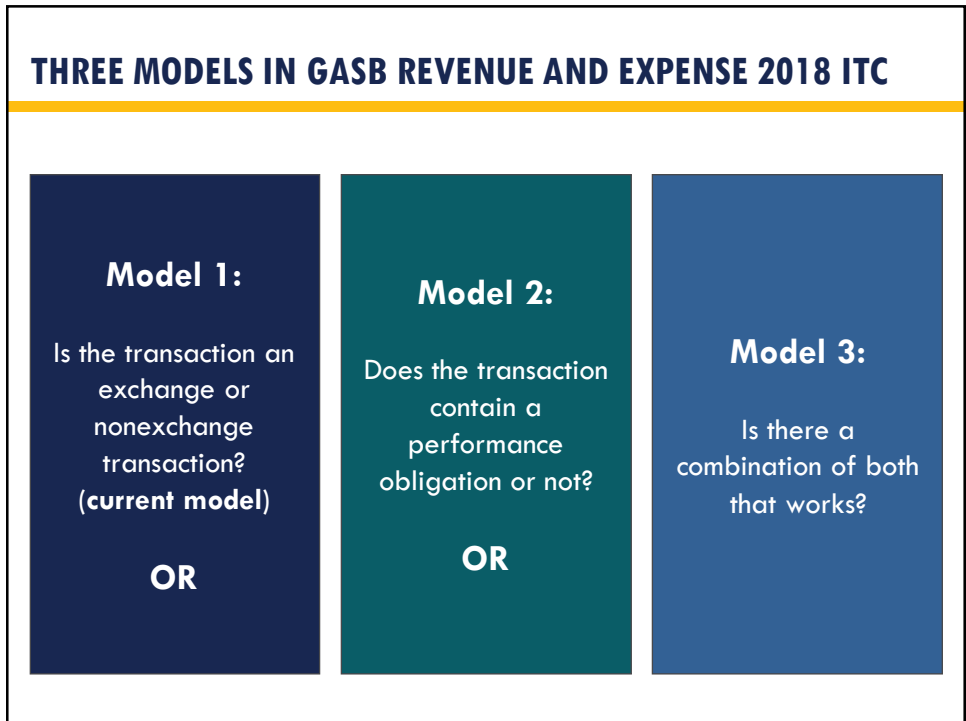 THREE MODELS IN GASB REVENUE AND EXPENSE 2018 ITC
Model 1:
Is the transaction an
exchange or
nonexchange
transaction?
(current model)
OR
Model 2:
Does the transaction
contain a
performance
obligation or not?
OR
Model 3:
Is there a
combination of both
that works?